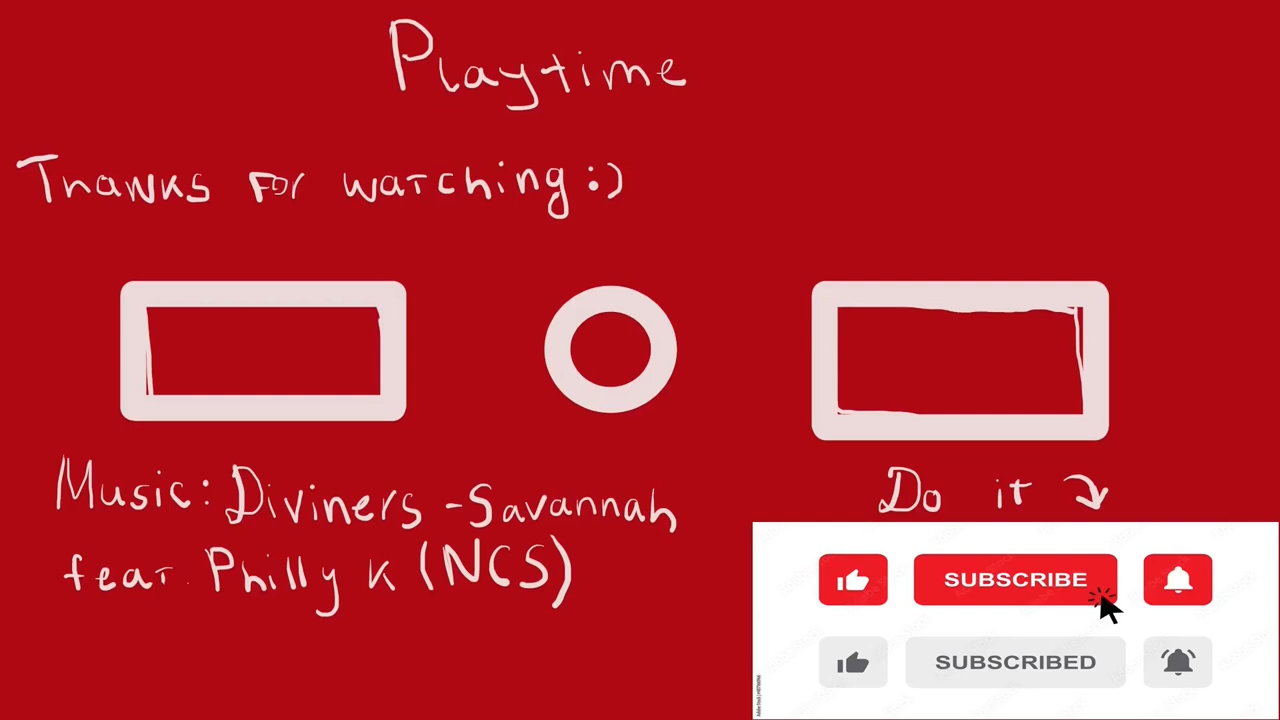 Playtime
Thanks for watching :)
Music: Diviners - Savannah
feat. Philly K (NCS)
Do it
SUBSCRIBE
SUBSCRIBED